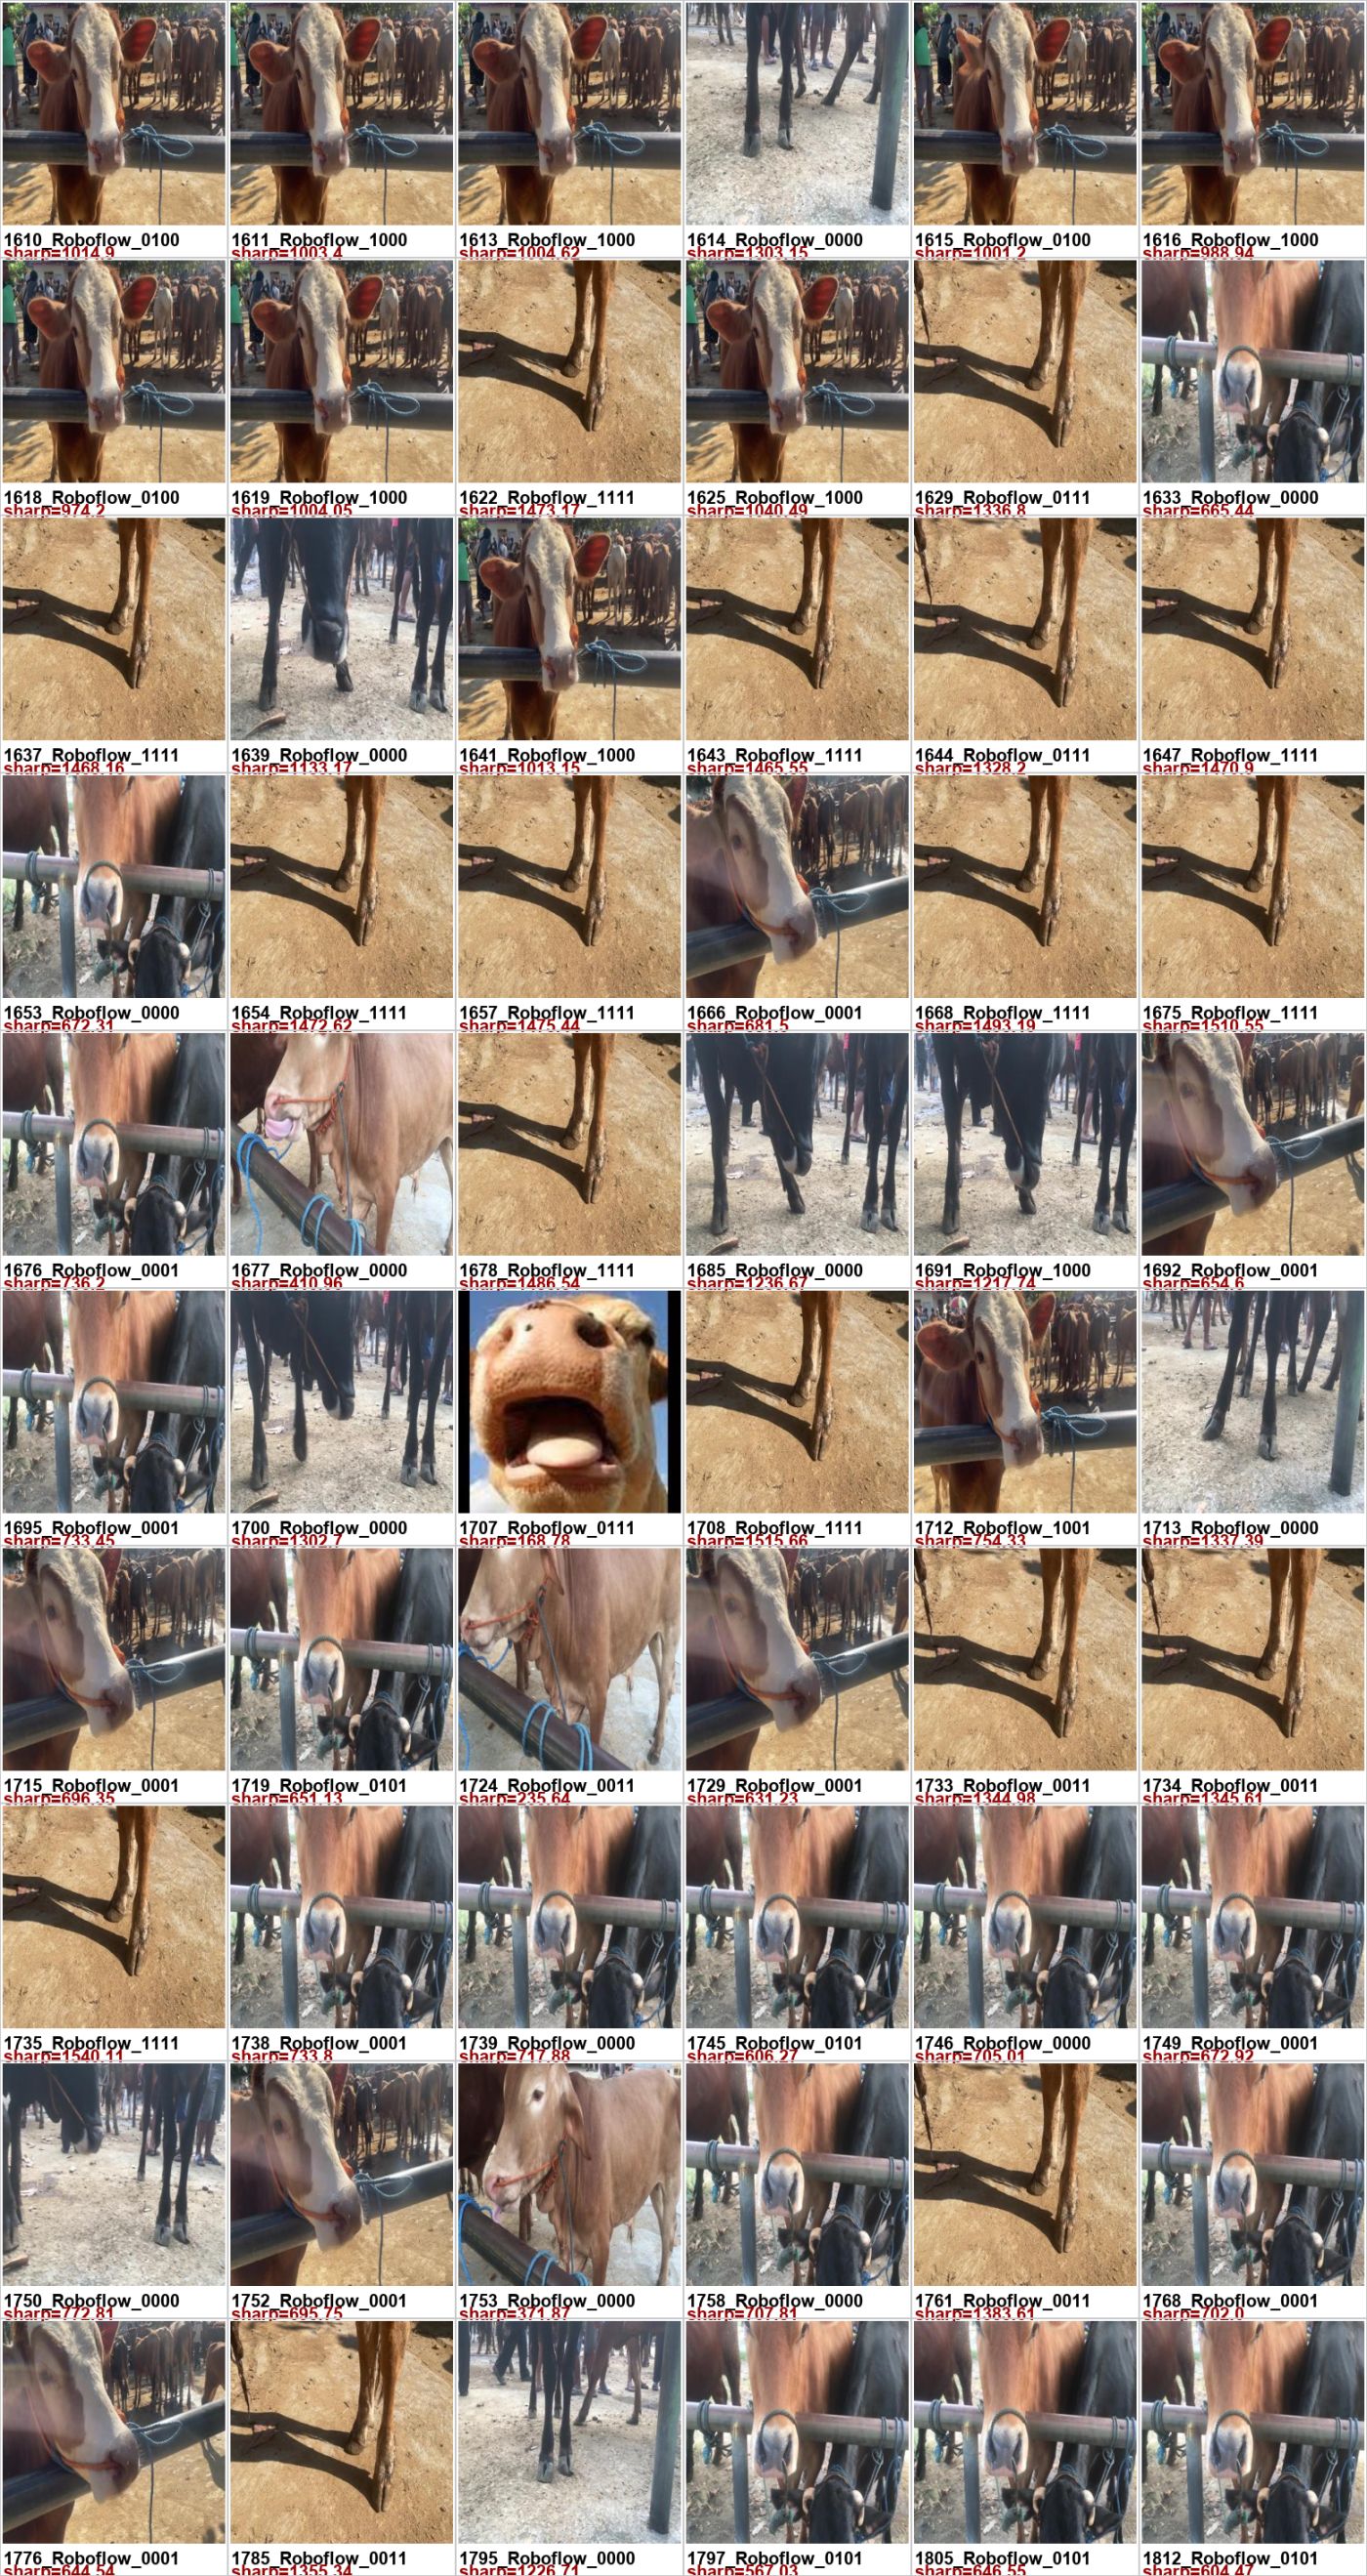 1610_Roboflow_0100
sharp=1014.9
1611_Roboflow_1000
sharp=1003.4
1613_Roboflow_1000
sharp=1004.62
1614_Roboflow_0000
sharp=1303.15
1615_Roboflow_0100
sharp=1001.2
1616_Roboflow_1000
sharp=988.94
1618_Roboflow_0100
sharp=974.2
1619_Roboflow_1000
sharp=1004.05
1622_Roboflow_1111
sharp=1473.17
1625_Roboflow_1000
sharp=1040.49
1629_Roboflow_0111
sharp=1336.8
1633_Roboflow_0000
sharp=665.44
1637_Roboflow_1111
sharp=1468.16
1639_Roboflow_0000
sharp=1133.17
1641_Roboflow_1000
sharp=1013.15
1643_Roboflow_1111
sharp=1465.55
1644_Roboflow_0111
sharp=1328.2
1647_Roboflow_1111
sharp=1470.9
1653_Roboflow_0000
sharp=672.31
1654_Roboflow_1111
sharp=1472.62
1657_Roboflow_1111
sharp=1475.44
1666_Roboflow_0001
sharp=681.5
1668_Roboflow_1111
sharp=1493.19
1675_Roboflow_1111
sharp=1510.55
1676_Roboflow_0001
sharp=736.2
1677_Roboflow_0000
sharp=410.96
1678_Roboflow_1111
sharp=1486.54
1685_Roboflow_0000
sharp=1236.67
1691_Roboflow_1000
sharp=1217.74
1692_Roboflow_0001
sharp=654.6
1695_Roboflow_0001
sharp=733.45
1700_Roboflow_0000
sharp=1302.7
1707_Roboflow_0111
sharp=168.78
1708_Roboflow_1111
sharp=1515.66
1712_Roboflow_1001
sharp=754.33
1713_Roboflow_0000
sharp=1337.39
1715_Roboflow_0001
sharp=696.35
1719_Roboflow_0101
sharp=651.13
1724_Roboflow_0011
sharp=235.64
1729_Roboflow_0001
sharp=631.23
1733_Roboflow_0011
sharp=1344.98
1734_Roboflow_0011
sharp=1345.61
1735_Roboflow_1111
sharp=1540.11
1738_Roboflow_0001
sharp=733.8
1739_Roboflow_0000
sharp=717.88
1745_Roboflow_0101
sharp=606.27
1746_Roboflow_0000
sharp=705.01
1749_Roboflow_0001
sharp=672.92
1750_Roboflow_0000
sharp=772.81
1752_Roboflow_0001
sharp=695.75
1753_Roboflow_0000
sharp=371.87
1758_Roboflow_0000
sharp=707.81
1761_Roboflow_0011
sharp=1383.61
1768_Roboflow_0001
sharp=702.0
1776_Roboflow_0001
sharp=644.54
1785_Roboflow_0011
sharp=1355.34
1795_Roboflow_0000
sharp=1226.71
1797_Roboflow_0101
sharp=567.03
1805_Roboflow_0101
sharp=646.55
1812_Roboflow_0101
sharp=604.47